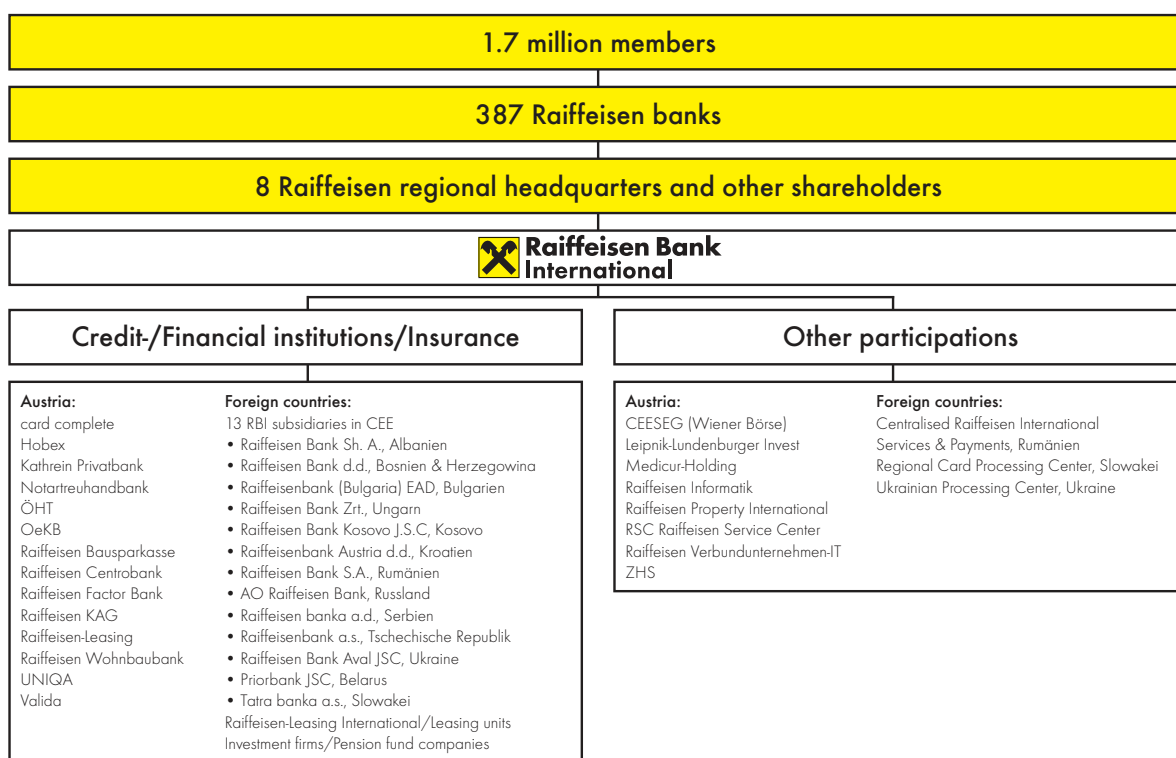 1.7 million members
387 Raiffeisen banks
8 Raiffeisen regional headquarters and other shareholders
Raiffeisen Bank
International
Credit-/Financial institutions/Insurance
Austria:
card complete
Hobex
Kathrein Privatbank
Notartreuhandbank
ÖHT
OeKB
Raiffeisen Bausparkasse
Raiffeisen Centrobank
Raiffeisen Factor Bank
Raiffeisen KAG
Raiffeisen-Leasing
Raiffeisen Wohnbaubank
UNIQA
Valida
Foreign countries:
13 RBI subsidiaries in CEE
• Raiffeisen Bank Sh. A., Albanien
• Raiffeisen Bank d.d., Bosnien & Herzegowina
• Raiffeisenbank (Bulgaria) EAD, Bulgarien
• Raiffeisen Bank Zrt., Ungarn
• Raiffeisen Bank Kosovo J.S.C, Kosovo
• Raiffeisenbank Austria d.d., Kroatien
• Raiffeisen Bank S.A., Rumänien
• AO Raiffeisen Bank, Russland
• Raiffeisen banka a.d., Serbien
• Raiffeisenbank a.s., Tschechische Republik
• Raiffeisen Bank Aval JSC, Ukraine
• Priorbank JSC, Belarus
• Tatra banka a.s., Slowakei
Raiffeisen-Leasing International/Leasing units
Investment firms/Pension fund companies
Other participations
Austria:
CEESEG (Wiener Börse)
Leipnik-Lundenburger Invest
Medicur-Holding
Raiffeisen Informatik
Raiffeisen Property International
RSC Raiffeisen Service Center
Raiffeisen Verbundunternehmen-IT
ZHS
Foreign countries:
Centralised Raiffeisen International
Services & Payments, Rumänien
Regional Card Processing Center, Slowakei
Ukrainian Processing Center, Ukraine